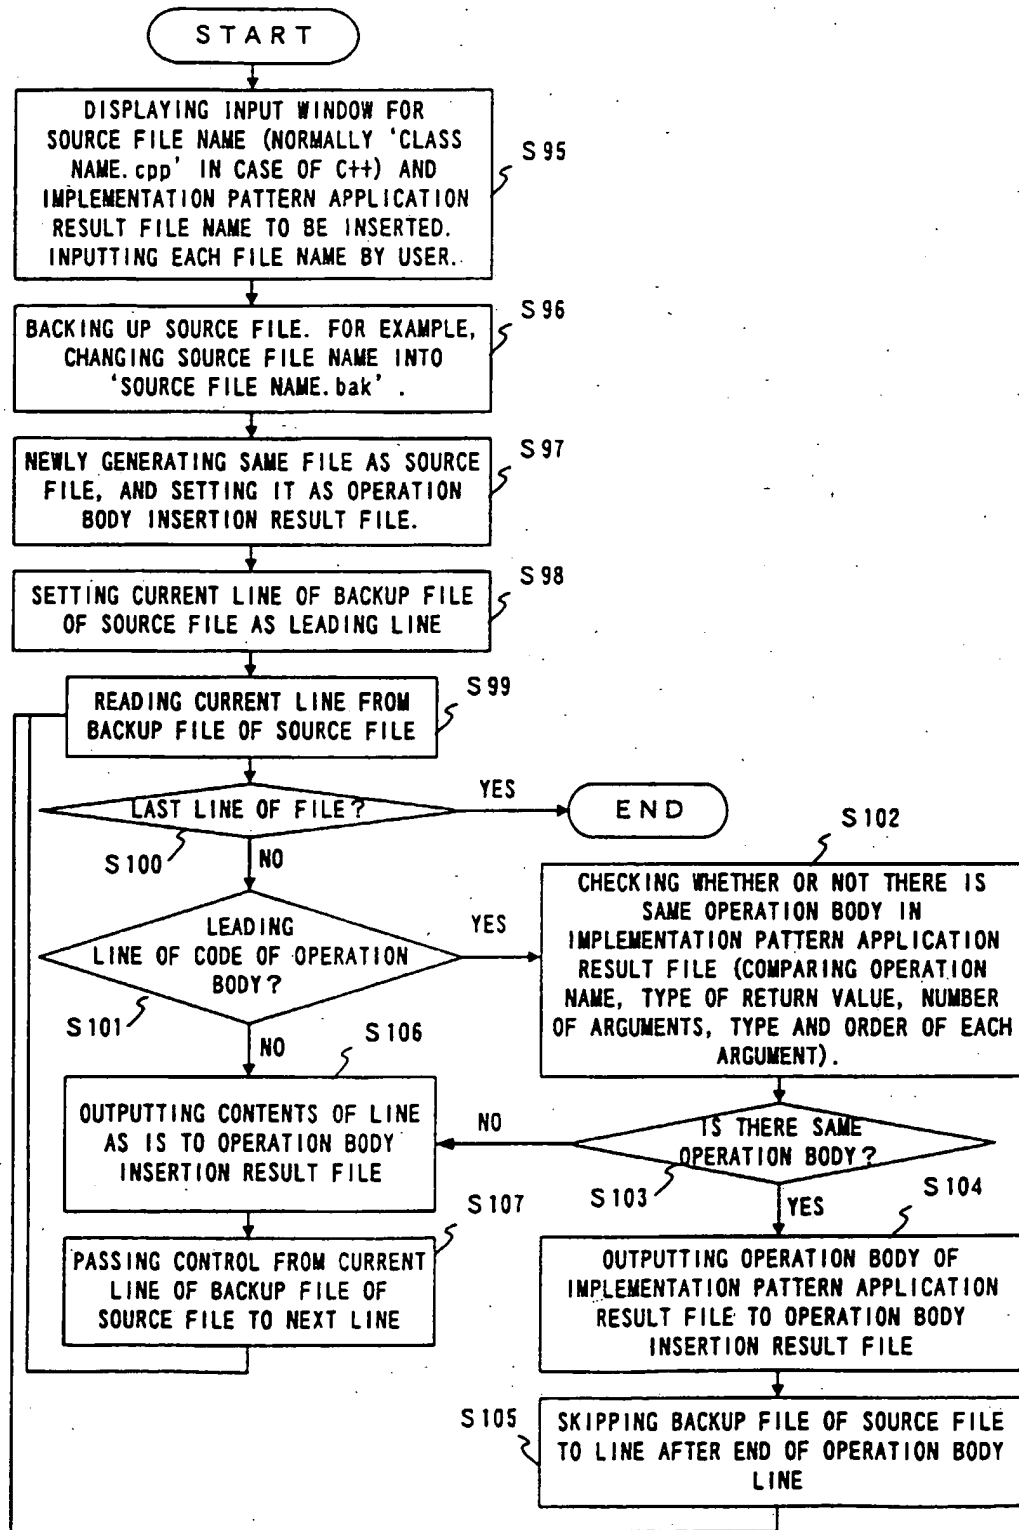 START
DISPLAYING INPUT WINDOW FOR
SOURCE FILE NAME (NORMALLY 'CLASS
NAME.cpp' IN CASE OF C++) AND
IMPLEMENTATION PATTERN APPLICATION
RESULT FILE NAME TO BE INSERTED.
INPUTTING EACH FILE NAME BY USER.
S95
BACKING UP SOURCE FILE. FOR EXAMPLE,
CHANGING SOURCE FILE NAME INTO
'SOURCE FILE NAME.bak' .
S96
NEWLY GENERATING SAME FILE AS SOURCE
FILE, AND SETTING IT AS OPERATION
BODY INSERTION RESULT FILE.
S97
SETTING CURRENT LINE OF BACKUP FILE
OF SOURCE FILE AS LEADING LINE
S98
READING CURRENT LINE FROM
BACKUP FILE OF SOURCE FILE
S99
LAST LINE OF FILE?
YES
END
S100
NO
LEADING
LINE OF CODE OF OPERATION
BODY?
YES
S101
NO
S102
CHECKING WHETHER OR NOT THERE IS
SAME OPERATION BODY IN
IMPLEMENTATION PATTERN APPLICATION
RESULT FILE (COMPARING OPERATION
NAME, TYPE OF RETURN VALUE, NUMBER
OF ARGUMENTS, TYPE AND ORDER OF EACH
ARGUMENT).
IS THERE SAME
OPERATION BODY?
NO
S103
YES
S106
OUTPUTTING CONTENTS OF LINE
AS IS TO OPERATION BODY
INSERTION RESULT FILE
S107
PASSING CONTROL FROM CURRENT
LINE OF BACKUP FILE OF
SOURCE FILE TO NEXT LINE
S104
OUTPUTTING OPERATION BODY OF
IMPLEMENTATION PATTERN APPLICATION
RESULT FILE TO OPERATION BODY
INSERTION RESULT FILE
S105
SKIPPING BACKUP FILE OF SOURCE FILE
TO LINE AFTER END OF OPERATION BODY
LINE